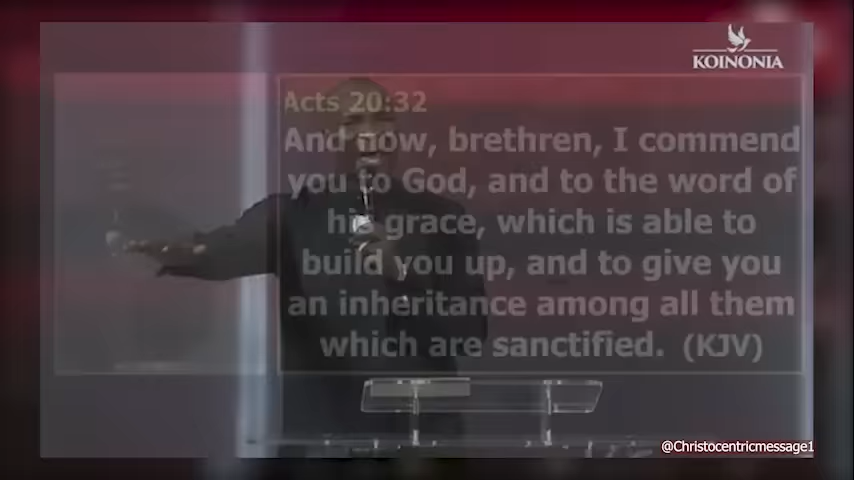 KOINONIA
Acts 20:32
And now, brethren, I commend
you to God, and to the word of
his grace, which is able to
build you up, and to give you
an inheritance among all them
which are sanctified. (KJV)
@Christocentricmessage1